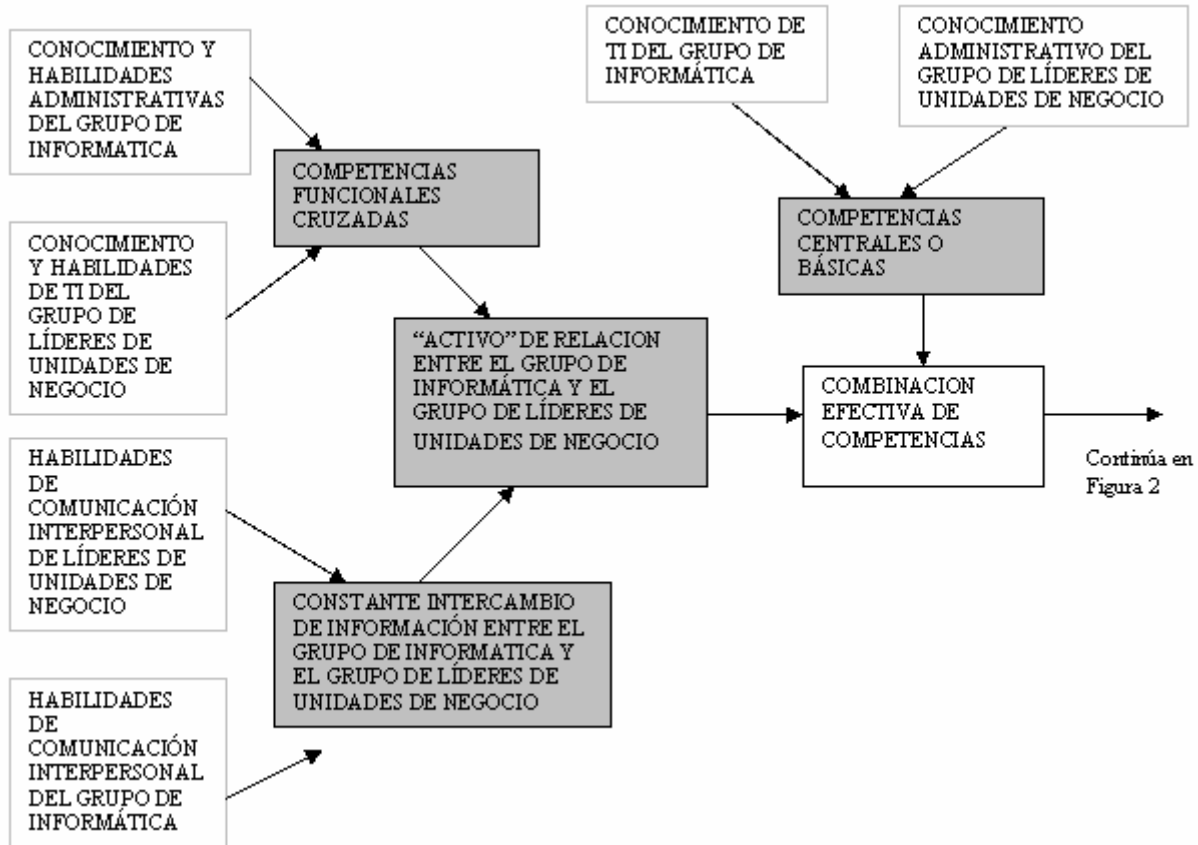 CONOCIMIENTO Y
HABILIDADES
ADMINISTRATIVAS
DEL GRUPO DE
INFORMATICA
CONOCIMIENTO DE
TI DEL GRUPO DE
INFORMÁTICA
CONOCIMIENTO
ADMINISTRATIVO DEL
GRUPO DE LÍDERES DE
UNIDADES DE NEGOCIO
COMPETENCIAS
FUNCIONALES
CRUZADAS
COMPETENCIAS
CENTRALES O
BÁSICAS
CONOCIMIENTO
Y HABILIDADES
DE TI DEL
GRUPO DE
LÍDERES DE
UNIDADES DE
NEGOCIO
“ACTIVO” DE RELACION
ENTRE EL GRUPO DE
INFORMÁTICA Y EL
GRUPO DE LÍDERES DE
UNIDADES DE NEGOCIO
COMBINACION
EFECTIVA DE
COMPETENCIAS
Continúa en
Figura 2
HABILIDADES
DE
COMUNICACIÓN
INTERPERSONAL
DE LÍDERES DE
UNIDADES DE
NEGOCIO
CONSTANTE INTERCAMBIO
DE INFORMACIÓN ENTRE EL
GRUPO DE INFORMATICA Y
EL GRUPO DE LÍDERES DE
UNIDADES DE NEGOCIO
HABILIDADES
DE
COMUNICACIÓN
INTERPERSONAL
DEL GRUPO DE
INFORMÁTICA